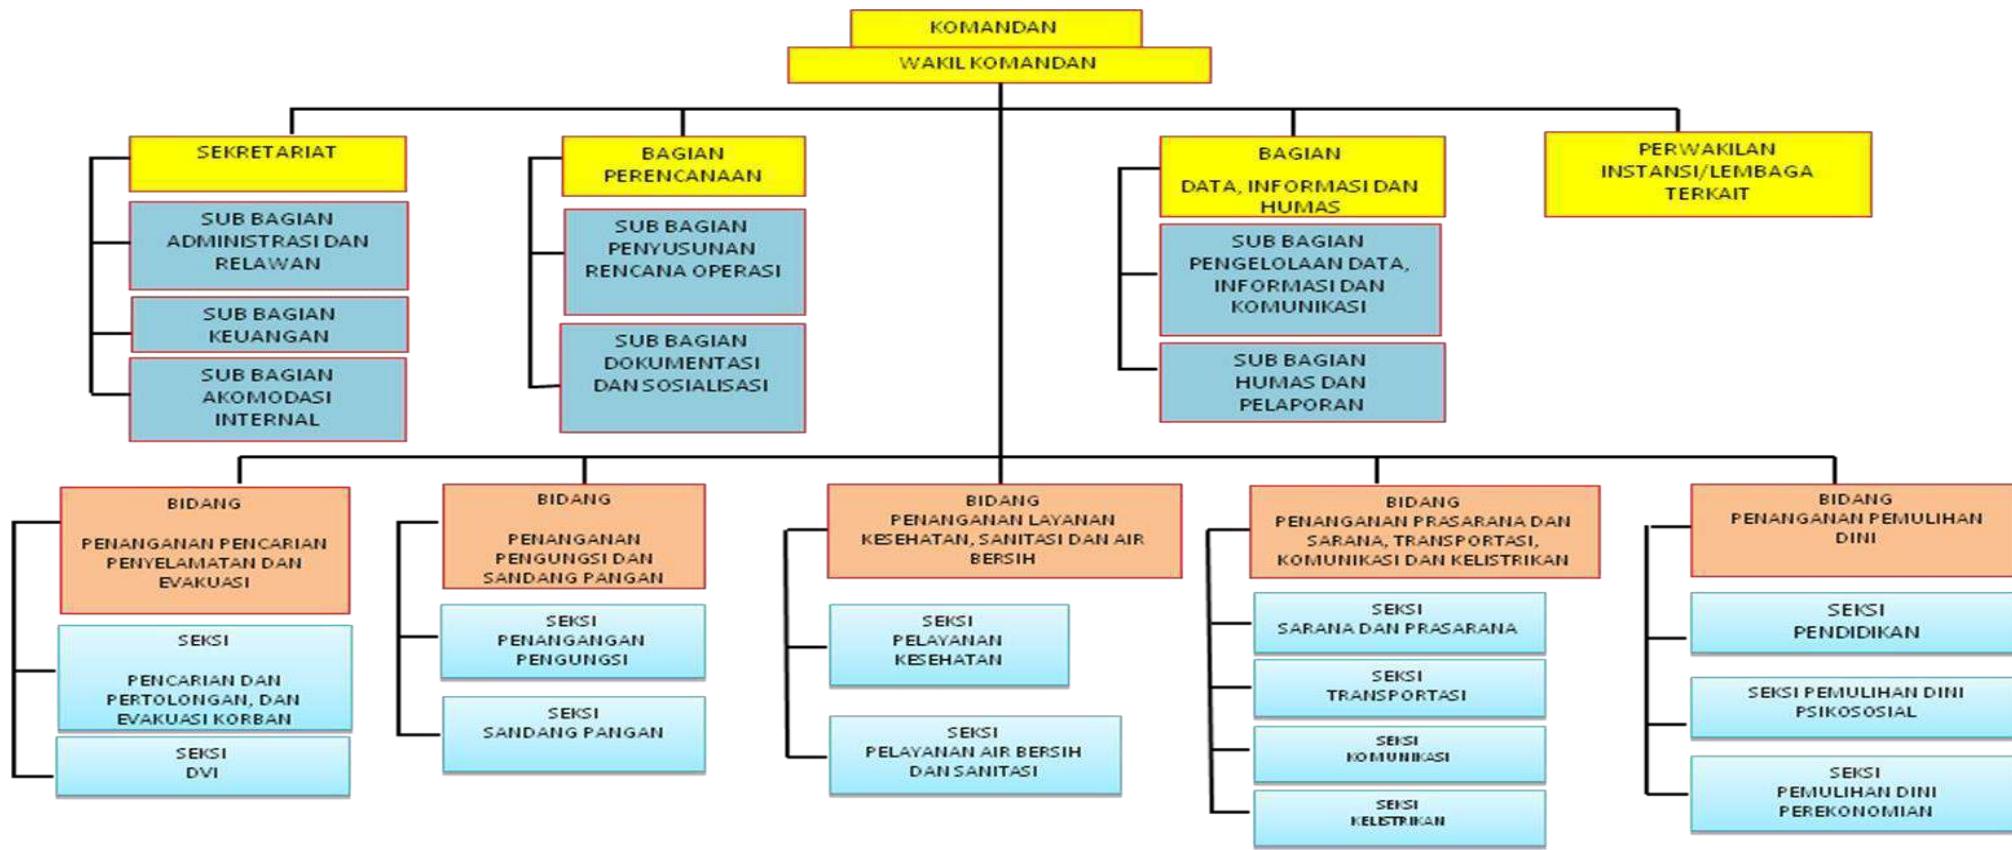 KOMANDAN
WAKIL KOMANDAN
SEKRETARIAT
SUB BAGIAN
ADMINISTRASI DAN
RELAWAN
SUB BAGIAN
KEUANGAN
SUB BAGIAN
AKOMODASI
INTERNAL
BAGIAN
PERENCANAAN
SUB BAGIAN
PENYUSUNAN
RENCANA OPERASI
SUB BAGIAN
DOKUMENTASI
DAN SOSIALISASI
BAGIAN
DATA, INFORMASI DAN
HUMAS
SUB BAGIAN
PENGELOLAAN DATA,
INFORMASI DAN
KOMUNIKASI
SUB BAGIAN
HUMAS DAN
PELAPORAN
PERWAKILAN
INSTANSI/LEMBAGA
TERKAIT
BIDANG
PENANGANAN PENCARIAN
PENYELAMATAN DAN
EVAKUASI
SEKSI
PENCARIAN DAN
PERTOLONGAN, DAN
EVAKUASI KORBAN
SEKSI
DVI
BIDANG
PENANGANAN
PENGUNGSI DAN
SANDANG PANGAN
SEKSI
PENANGANGAN
PENGUNGSI
SEKSI
SANDANG PANGAN
BIDANG
PENANGANAN LAYANAN
KESEHATAN, SANITASI DAN AIR
BERSIH
SEKSI
PELAYANAN
KESEHATAN
SEKSI
PELAYANAN AIR BERSIH
DAN SANITASI
BIDANG
PENANGANAN PRASARANA DAN
SARANA, TRANSPORTASI,
KOMUNIKASI DAN KELISTRIKAN
SEKSI
SARANA DAN PRASARANA
SEKSI
TRANSPORTASI
SEKSI
KOMUNIKASI
SEKSI
KELISTRIKAN
BIDANG
PENANGANAN PEMULIHAN
DINI
SEKSI
PENDIDIKAN
SEKSI PEMULIHAN DINI
PSIKOSOSIAL
SEKSI
PEMULIHAN DINI
PEREKONOMIAN